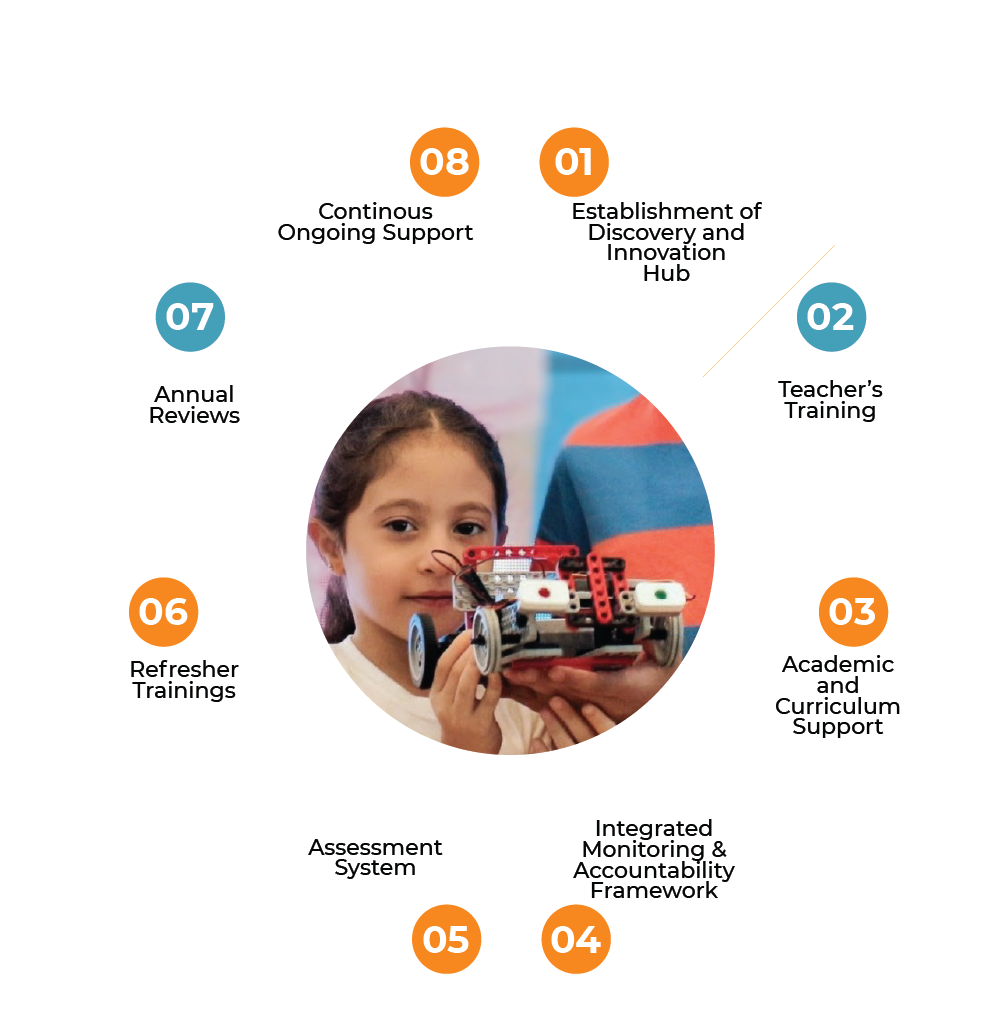 01
Establishment of
Discovery and
Innovation
Hub
02
Teacher’s
Training
03
Academic
and
Curriculum
Support
Integrated
Monitoring &
Accountability
Framework
04
Assessment
System
05
06
Refresher
Trainings
07
Annual
Reviews
08
Continous
Ongoing Support